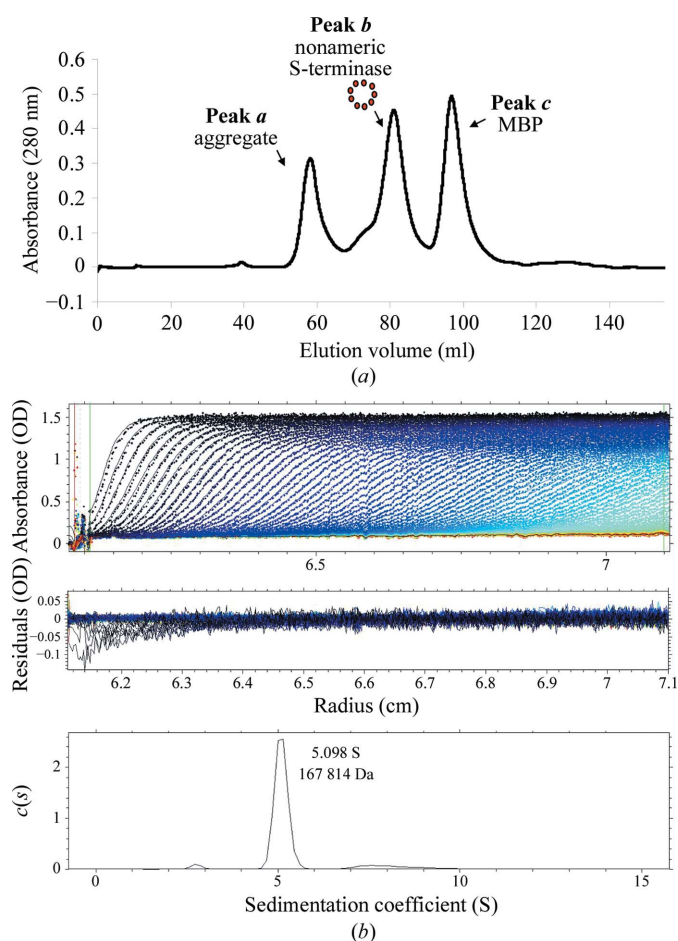 Peak b
nonameric
S-terminase
Peak a
aggregate
Peak c
MBP
Absorbance (280 nm)
0.6
0.5
0.4
0.3
0.2
0.1
0
−0.1
0 20 40 60 80 100 120 140
Elution volume (ml)
(a)
Absorbance (OD)
1.5
1
0.5
0
6.5 7
Residuals (OD)
0.05
0
−0.05
−0.1
6.2 6.3 6.4 6.5 6.6 6.7 6.8 6.9 7 7.1
Radius (cm)
c(s)
2
1
0
5.098 S
167 814 Da
0 5 10 15
Sedimentation coefficient (S)
(b)